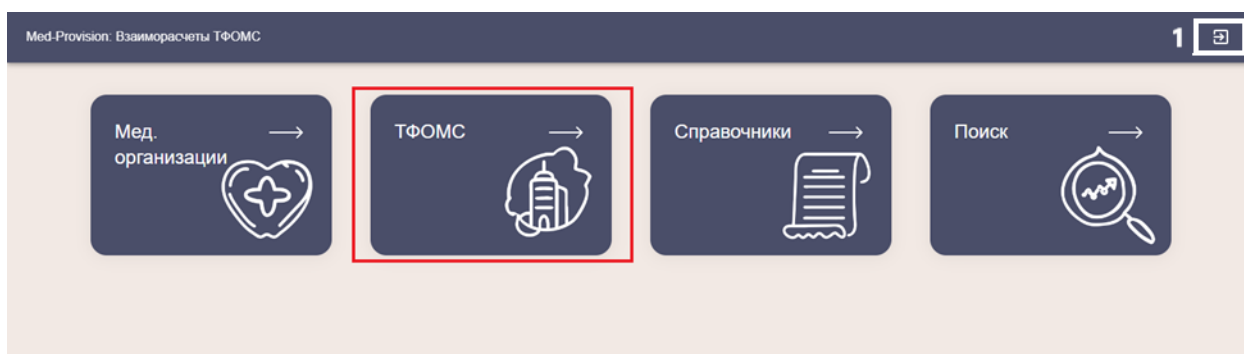 Med-Provision: Взаиморасчеты ТФОМС
1
Мед.
организации
ТФОМС
Справочники
Поиск